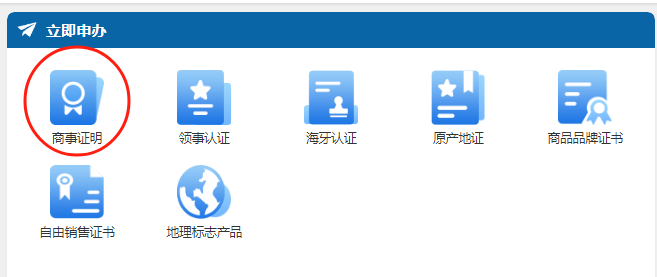 立即申办
商事证明
领事认证
海牙认证
原产地证
商品品牌证书
自由销售证书
地理标志产品